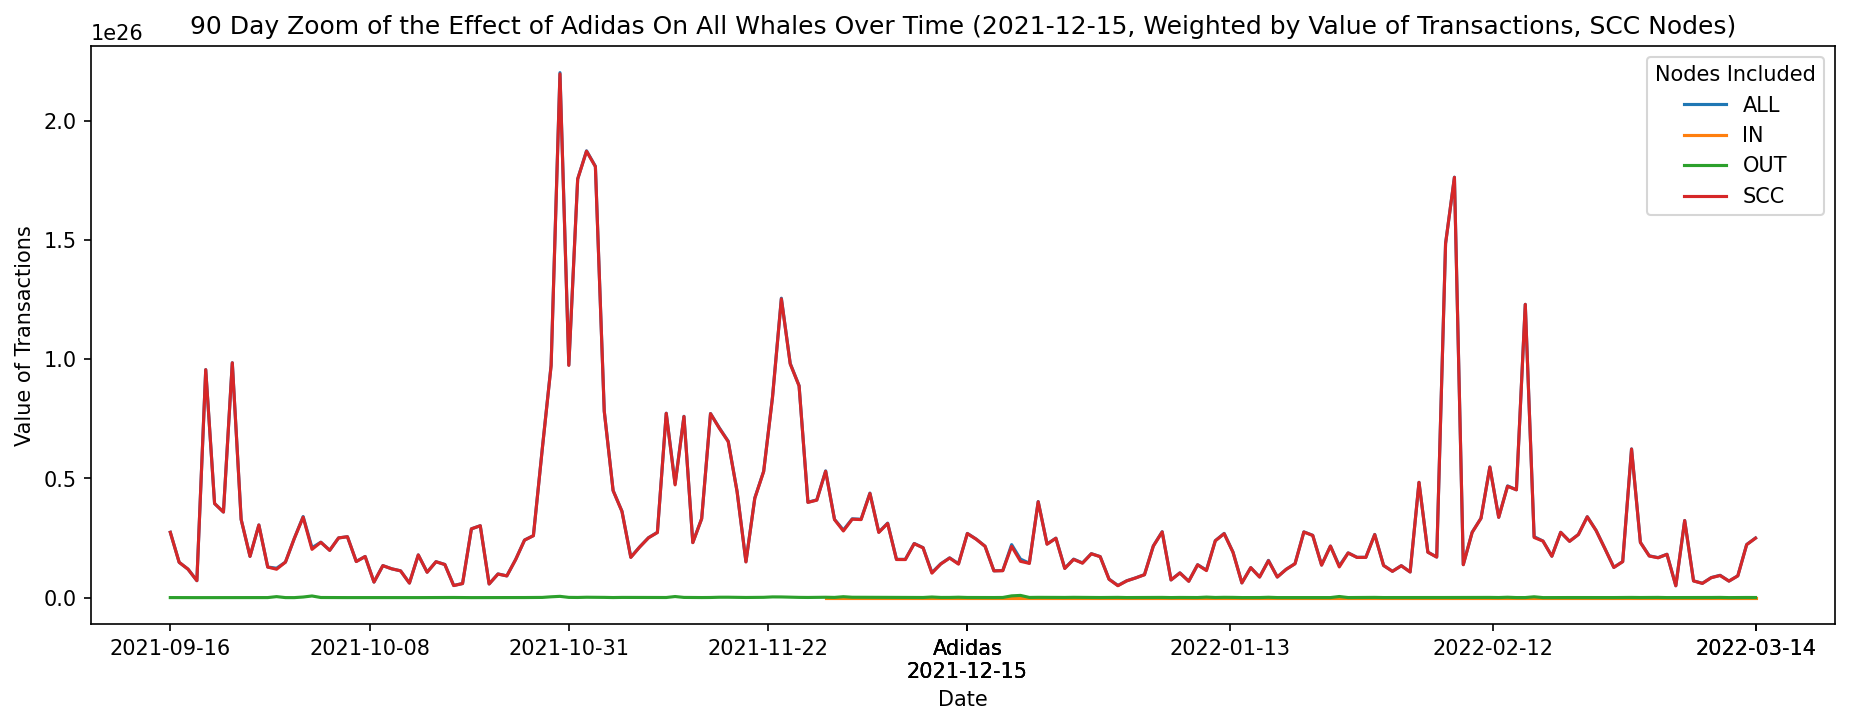 90 Day Zoom of the Effect of Adidas On All Whales Over Time (2021-12-15, Weighted by Value of Transactions, SCC Nodes)
1e26
Nodes Included
ALL
IN
OUT
SCC
2.0
1.5
1.0
0.5
0.0
Value of Transactions
2021-09-16
2021-10-08
2021-10-31
2021-11-22
Adidas
2021-12-15
2022-01-13
2022-02-12
2022-03-14
Date